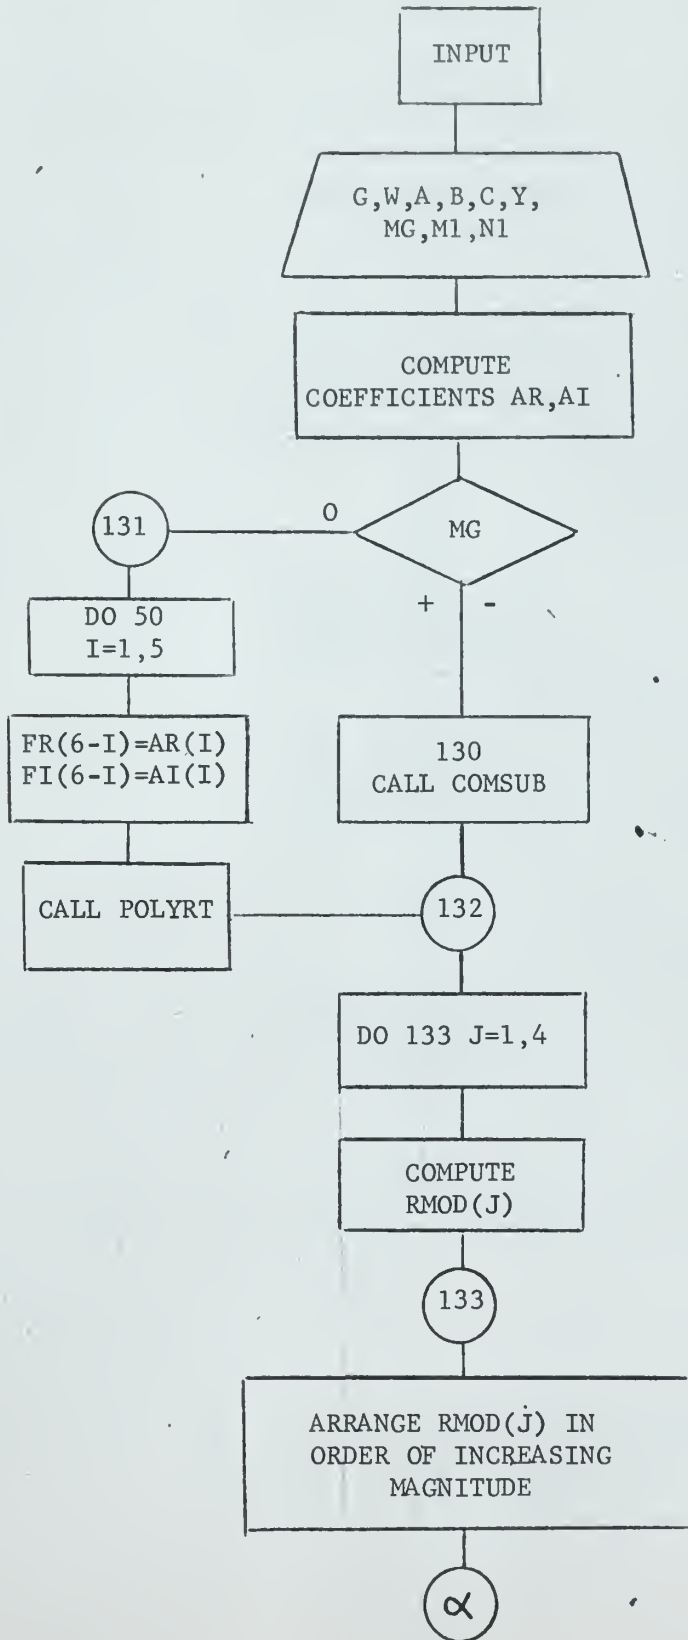 INPUT
G,W,A,B,C,Y,
MG,M1,N1
COMPUTE
COEFFICIENTS AR,AI
MG
0
+ -
131
DO 50
I=1,5
FR(6-I)=AR(I)
FI(6-I)=AI(I)
CALL POLYRT
130
CALL COMSUB
132
DO 133 J=1,4
COMPUTE
RMOD(J)
133
ARRANGE RMOD(J) IN
ORDER OF INCREASING
MAGNITUDE
α